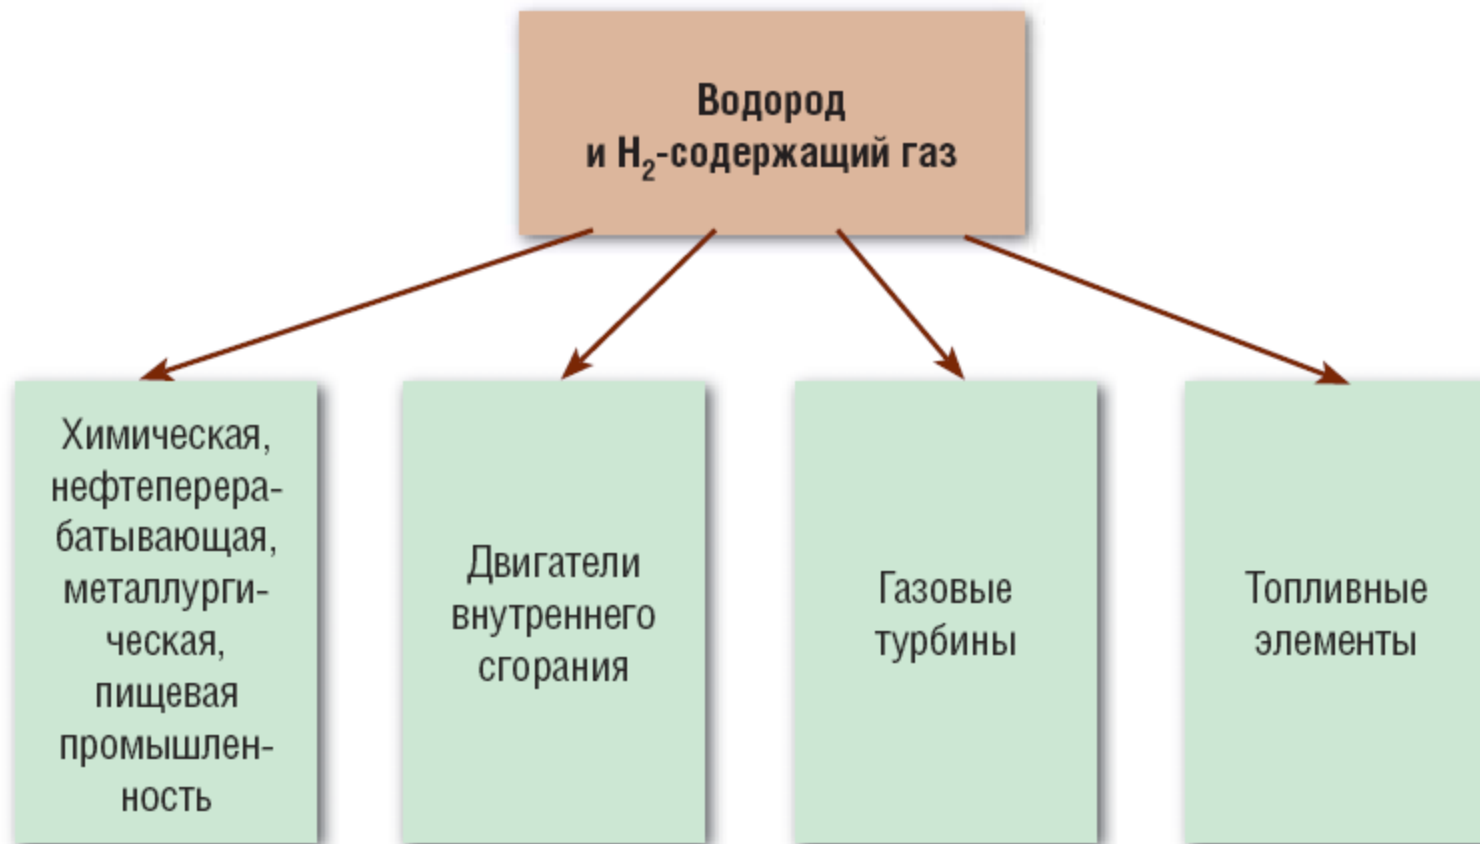 Водород
и H₂-содержащий газ
Химическая,
нефтеперера-
батывающая,
металлурги-
ческая,
пищевая
промышлен-
ность
Двигатели
внутреннего
сгорания
Газовые
турбины
Топливные
элементы